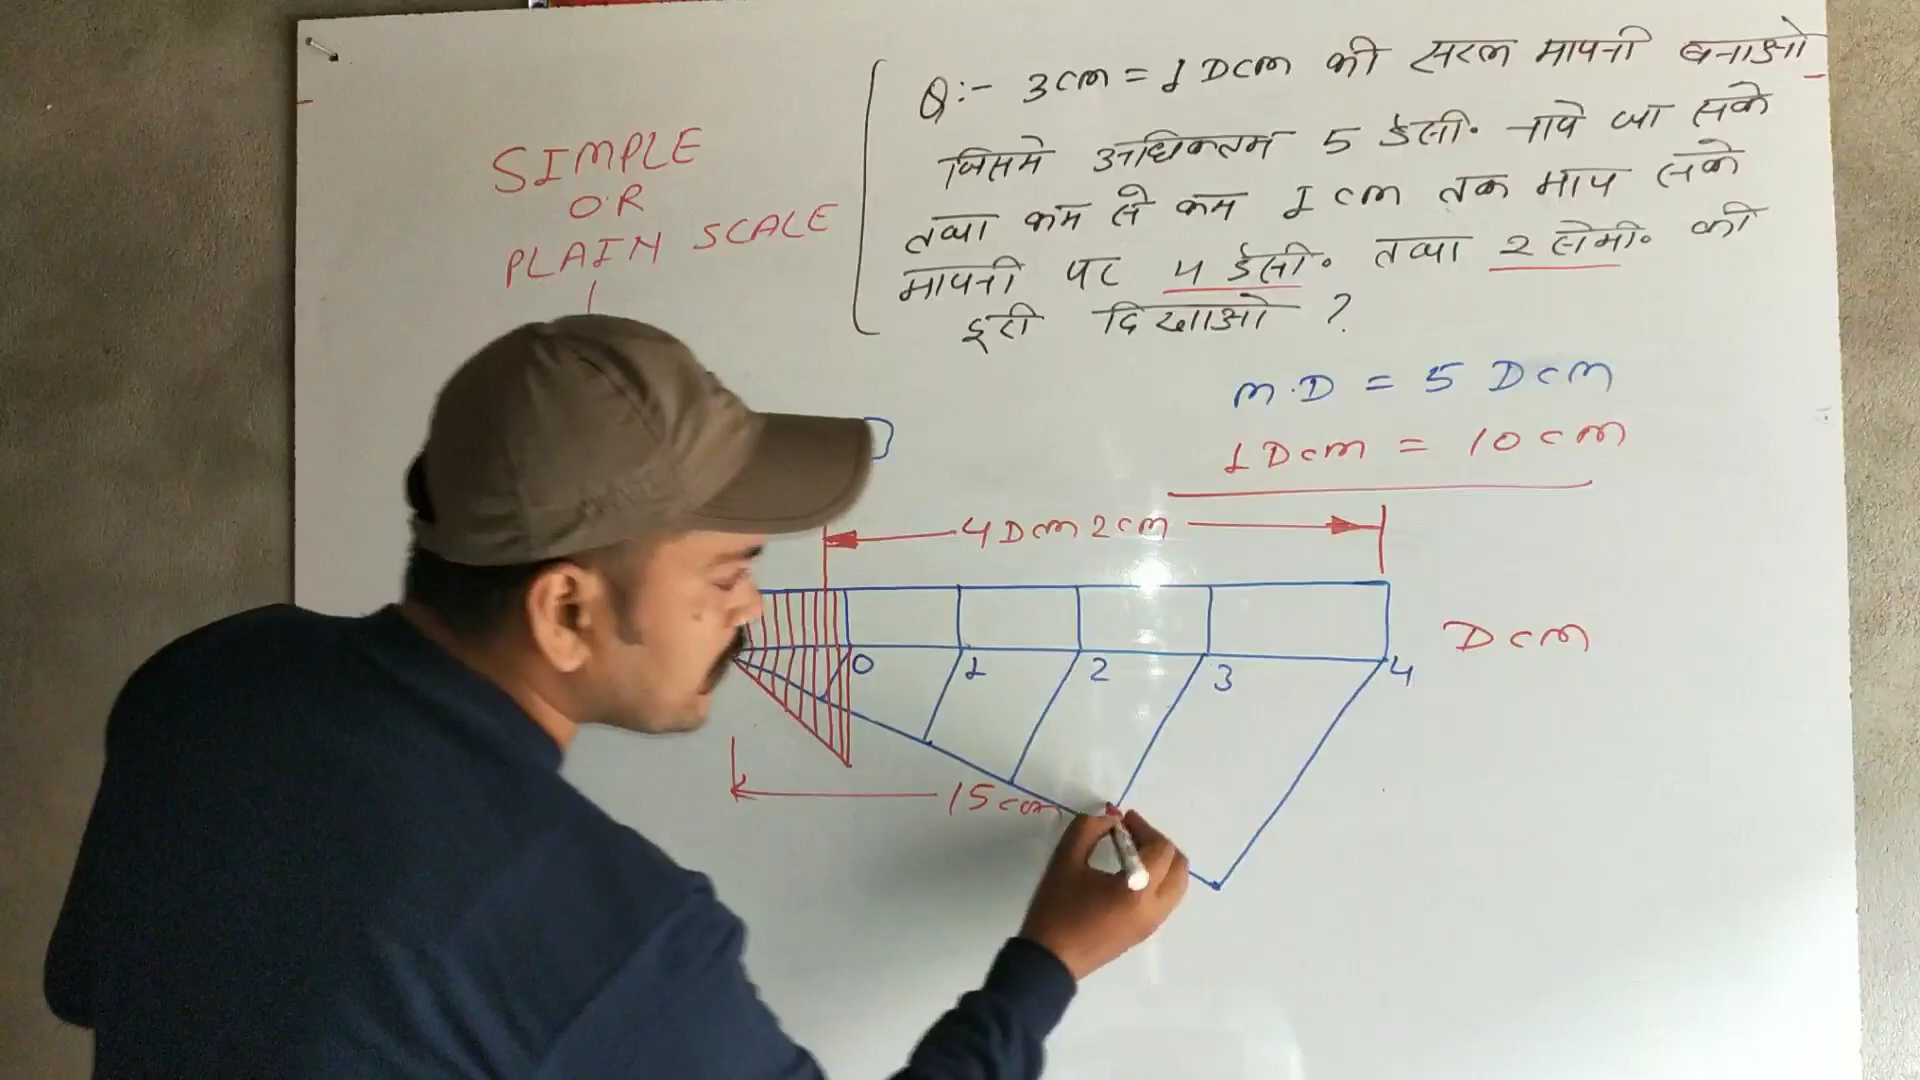 SIMPLE
OR
PLAIN SCALE
Q:- 3cm = 1 Dcm की सरल मापनी बनाओ
जिसमे अधिकतम 5 डेसी. नापे जा सके
तथा कम से कम 1 cm तक माप सके
मापनी पर 4 डेसी. तथा 2 सेमी. की
दुरी दिखाओ ?
M.D = 5 Dcm
1 Dcm = 10 cm
4 Dcm 2 cm
0 1 2 3 4
Dcm
15 cm